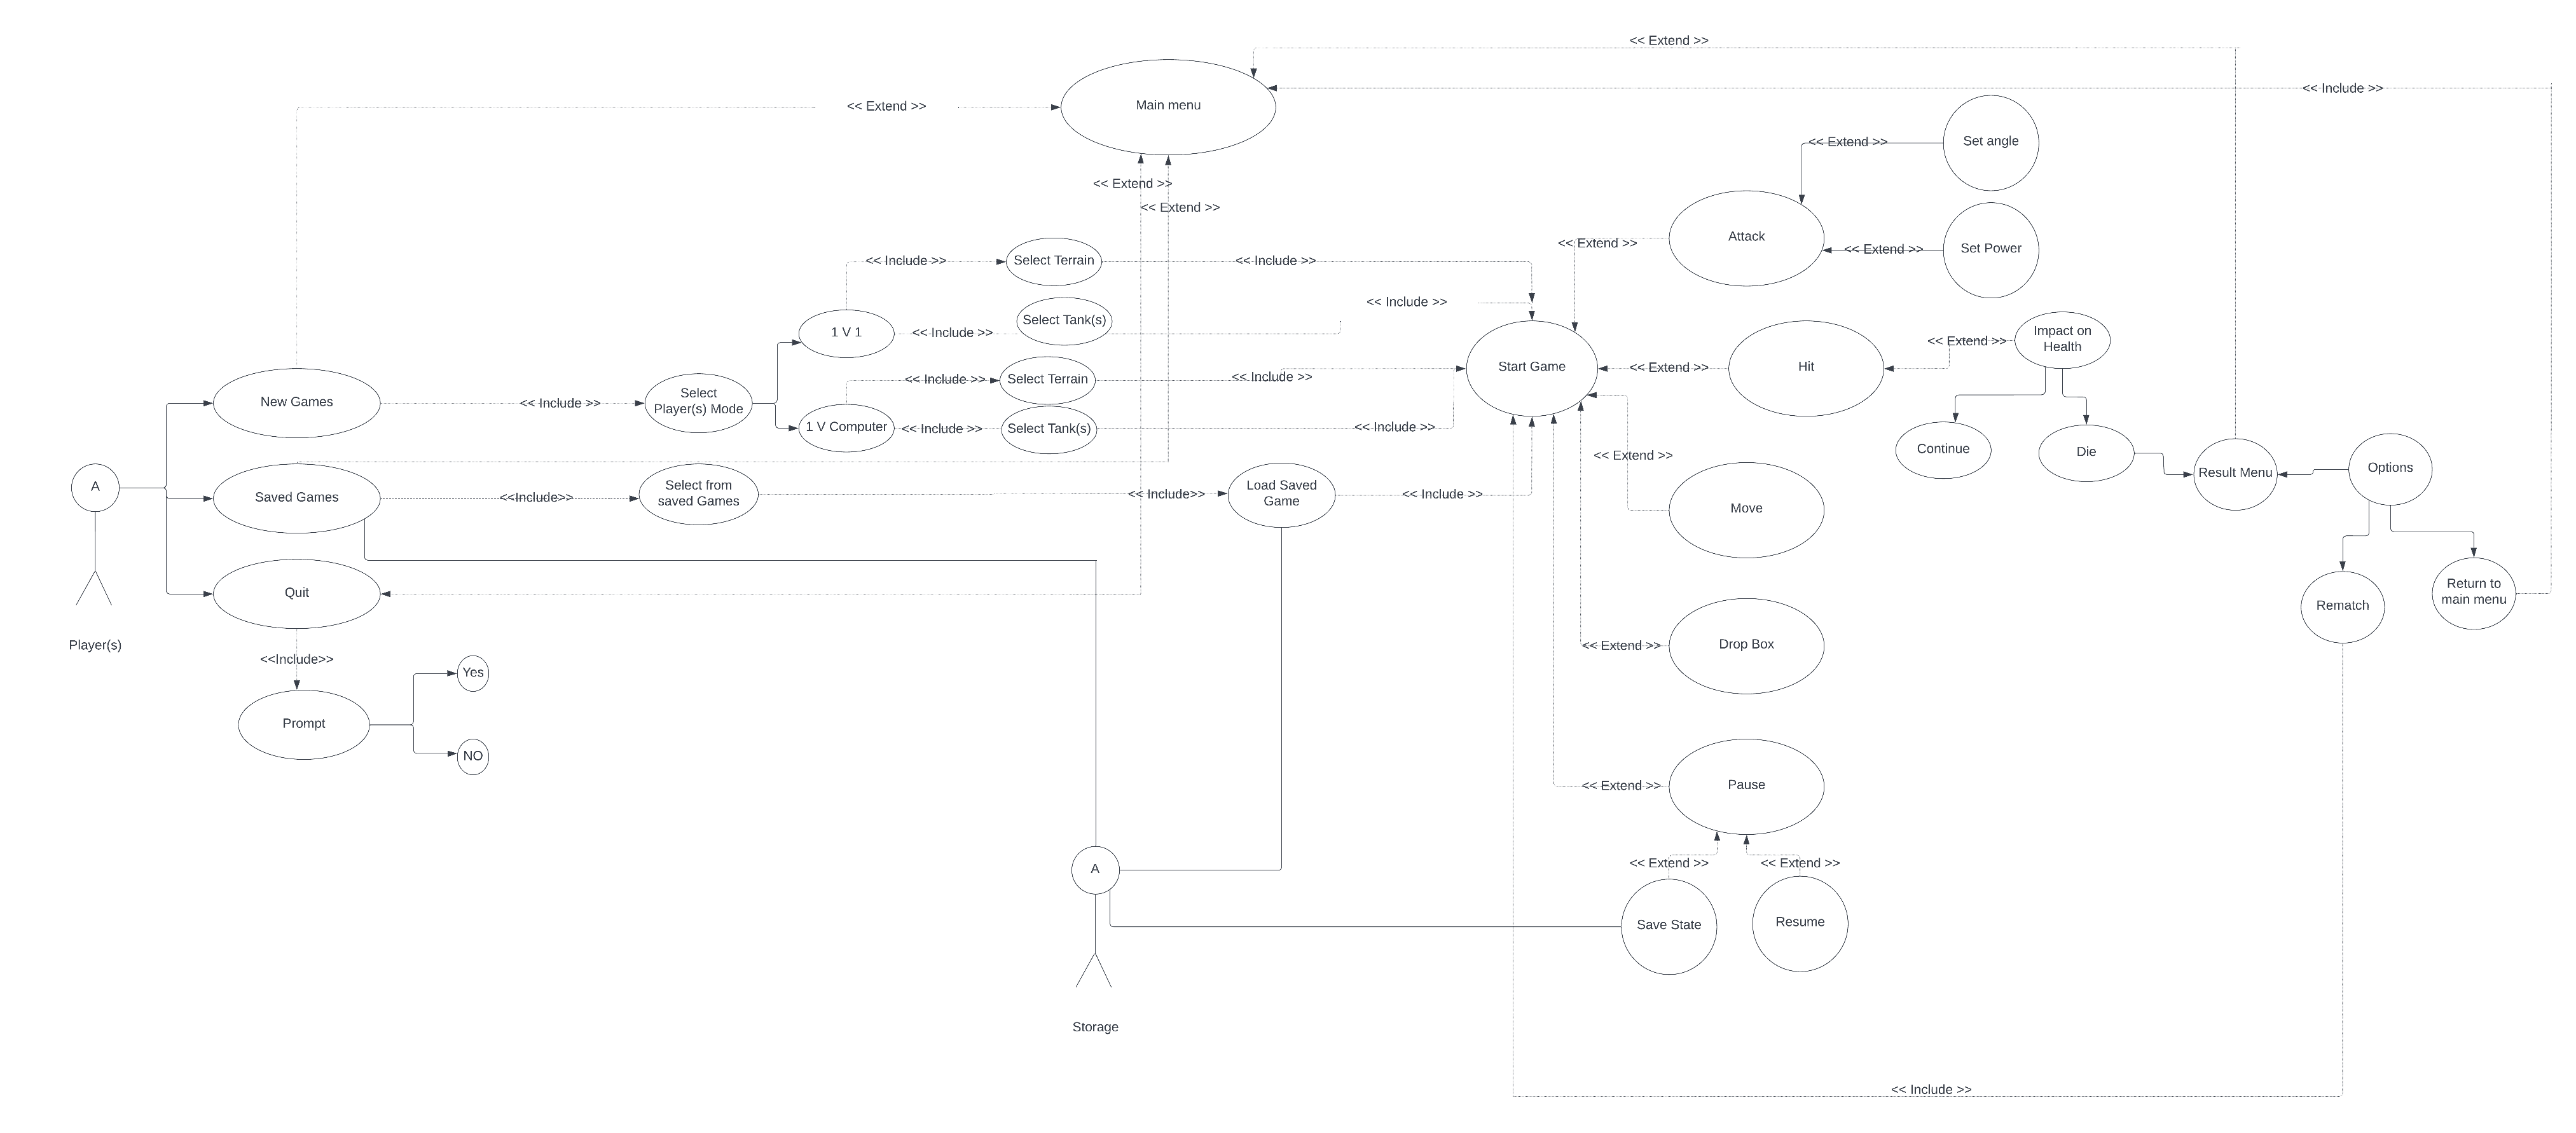 << Extend >>
<< Include >>
Main menu
<< Extend >>
<< Extend >>
Set angle
<< Extend >>
<< Extend >>
Attack
<< Extend >>
<< Extend >>
Set Power
<< Include >>
Select Terrain
<< Include >>
<< Include >>
Select Tank(s)
1 V 1
<< Include >>
Impact on
Health
<< Extend >>
Start Game
<< Extend >>
Hit
<< Include >>
Select Terrain
<< Include >>
New Games
<< Include >>
Select
Player(s) Mode
1 V Computer
<< Include >>
Select Tank(s)
<< Include >>
Continue
Die
Result Menu
Options
<< Extend >>
A
Saved Games
<<Include>>
Select from
saved Games
<< Include>>
Load Saved
Game
<< Include >>
Move
Quit
Rematch
Return to
main menu
Player(s)
<<Include>>
<< Extend >>
Drop Box
Yes
Prompt
NO
<< Extend >>
Pause
A
<< Extend >>
<< Extend >>
Save State
Resume
Storage
<< Include >>